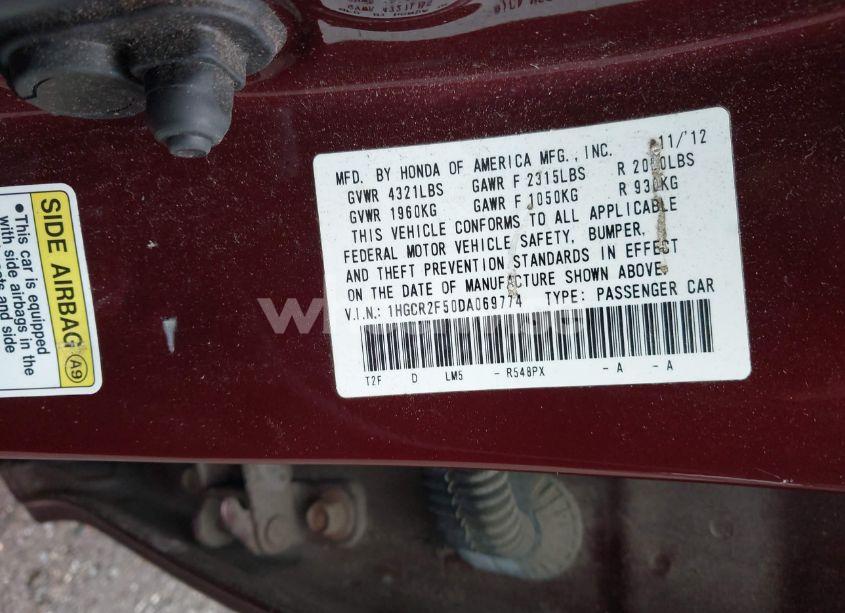 MFD. BY HONDA OF AMERICA MFG., INC. 11/'12
GVWR 4321LBS GAWR F 2315LBS R 20 0LBS
GVWR 1960KG GAWR F 1050KG R 930KG
THIS VEHICLE CONFORMS TO ALL APPLICABLE
FEDERAL MOTOR VEHICLE SAFETY, BUMPER,
AND THEFT PREVENTION STANDARDS IN EFFECT
ON THE DATE OF MANUFACTURE SHOWN ABOVE.
V.I.N.: 1HGCR2F50DA069774 TYPE: PASSENGER CAR
T2F D LM5 - R548PX - A - A
SIDE AIRBAG A9
•This car is equipped
with side airbags in the
and side